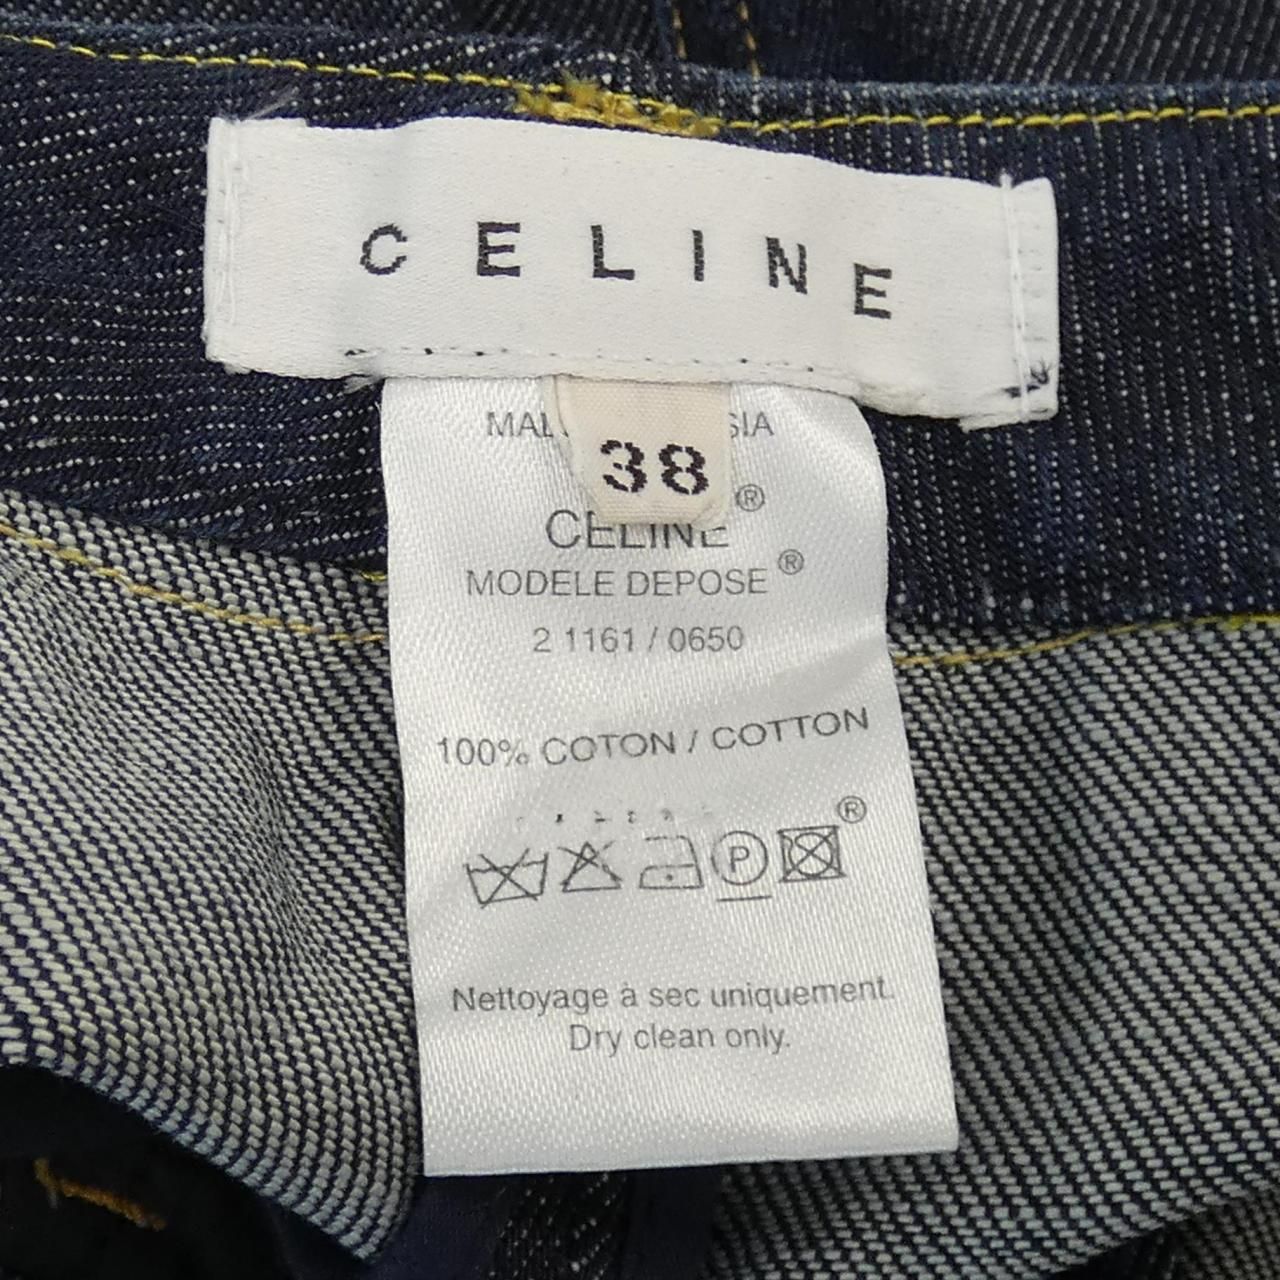 CELINE
38
CELINE ®
MODELE DEPOSE ®
2 1161 / 0650
100% COTON / COTTON
P ®
Nettoyage à sec uniquement.
Dry clean only.